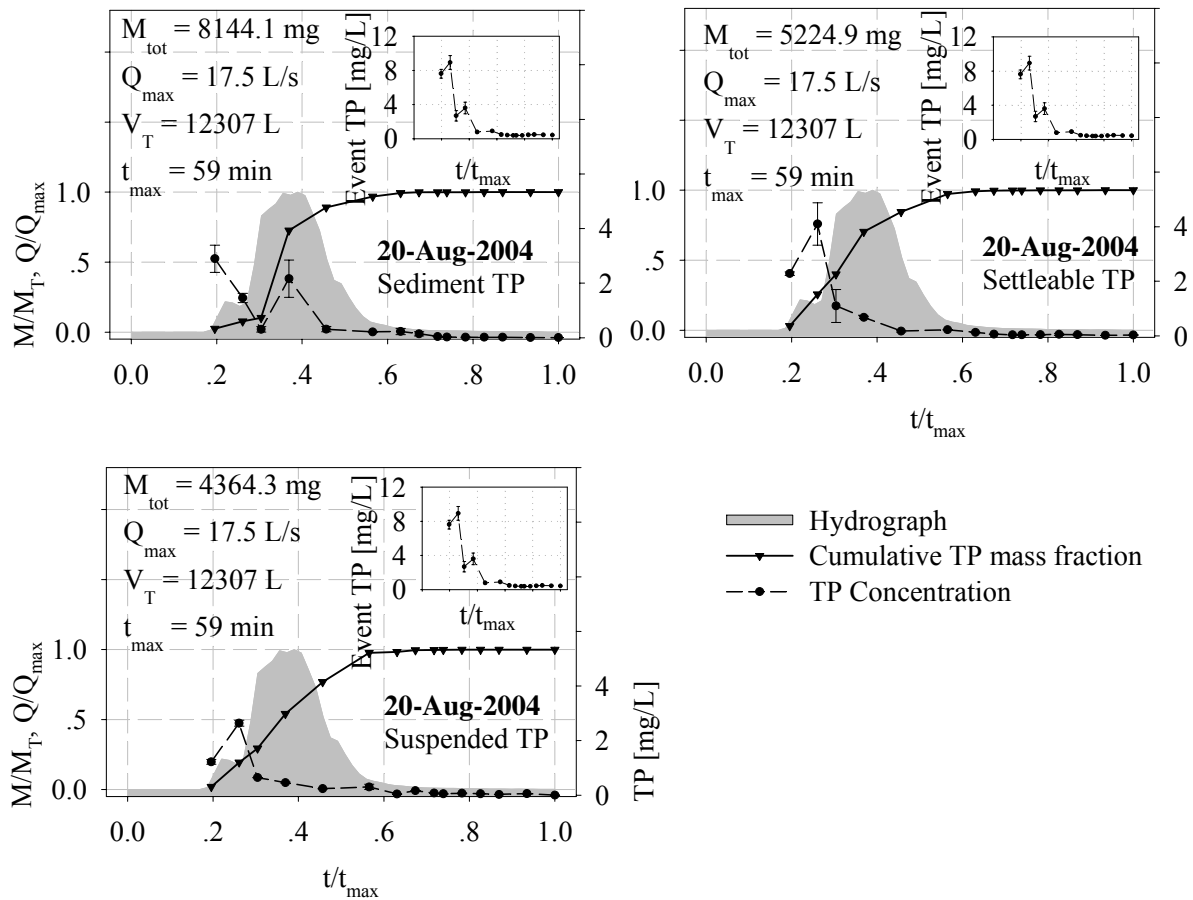 M_tot = 8144.1 mg
Q_max = 17.5 L/s
V_T = 12307 L
t_max = 59 min
Event TP [mg/L]
12
8
4
0
t/t_max
20-Aug-2004
Sediment TP
M/M_T, Q/Q_max
1.0
.5
0.0
4
2
0
0.0 .2 .4 .6 .8 1.0
M_tot = 5224.9 mg
Q_max = 17.5 L/s
V_T = 12307 L
t_max = 59 min
Event TP [mg/L]
12
8
4
0
t/t_max
20-Aug-2004
Settleable TP
1.0
.5
0.0
4
2
0
0.0 .2 .4 .6 .8 1.0
t/t_max
M_tot = 4364.3 mg
Q_max = 17.5 L/s
V_T = 12307 L
t_max = 59 min
Event TP [mg/L]
12
8
4
0
t/t_max
20-Aug-2004
Suspended TP
M/M_T, Q/Q_max
1.0
.5
0.0
4
2
0
TP [mg/L]
0.0 .2 .4 .6 .8 1.0
t/t_max
Hydrograph
Cumulative TP mass fraction
TP Concentration